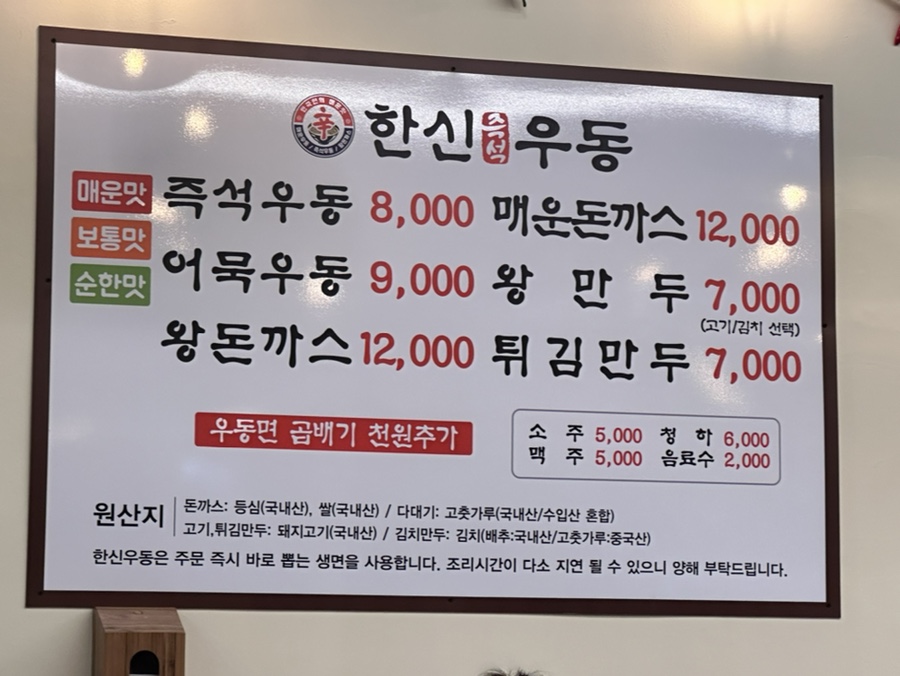 한신즉석우동
매운맛 즉석우동 8,000 매운돈까스 12,000
보통맛
순한맛 어묵우동 9,000 왕만두 7,000
(고기/김치 선택)
왕돈까스 12,000 튀김만두 7,000
우동면 곱배기 천원추가
소주 5,000 청하 6,000
맥주 5,000 음료수 2,000
원산지
돈까스: 등심(국내산), 쌀(국내산) / 다대기: 고춧가루(국내산/수입산 혼합)
고기,튀김만두: 돼지고기(국내산) / 김치만두: 김치(배추:국내산/고춧가루:중국산)
한신우동은 주문 즉시 바로 뽑는 생면을 사용합니다. 조리시간이 다소 지연 될 수 있으니 양해 부탁드립니다.